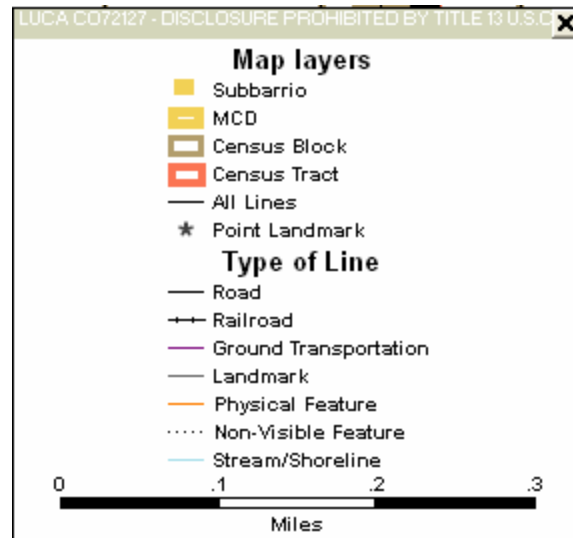 LUCA CO72127 - DISCLOSURE PROHIBITED BY TITLE 13 U.S.C
Map layers
Subbarrio
MCD
Census Block
Census Tract
All Lines
Point Landmark
Type of Line
Road
Railroad
Ground Transportation
Landmark
Physical Feature
Non-Visible Feature
Stream/Shoreline
0 .1 .2 .3
Miles